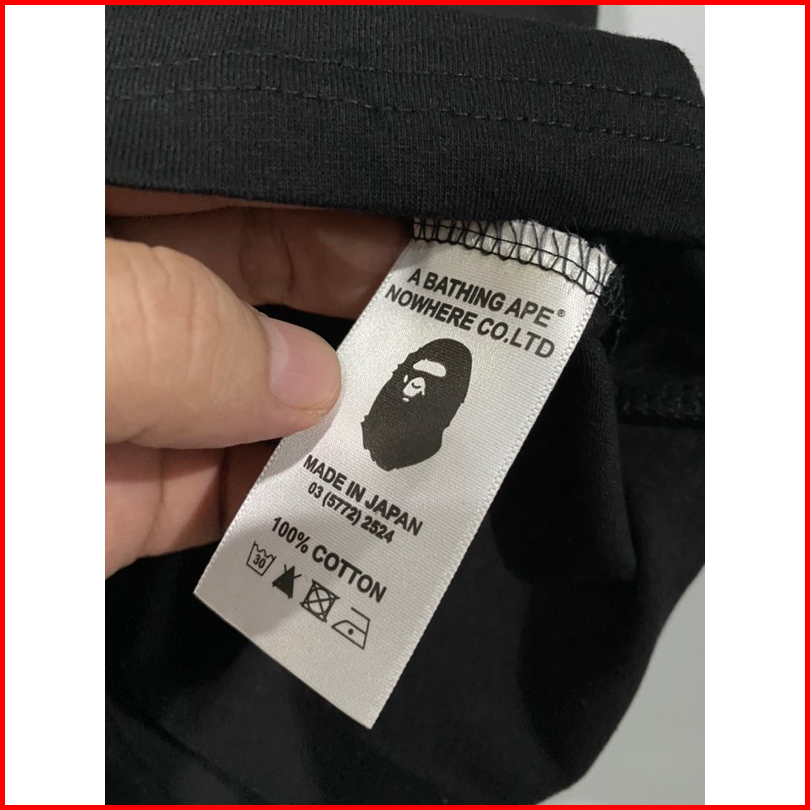 A BATHING APE®
NOWHERE CO.LTD
MADE IN JAPAN
03 (5772) 2524
100% COTTON
30